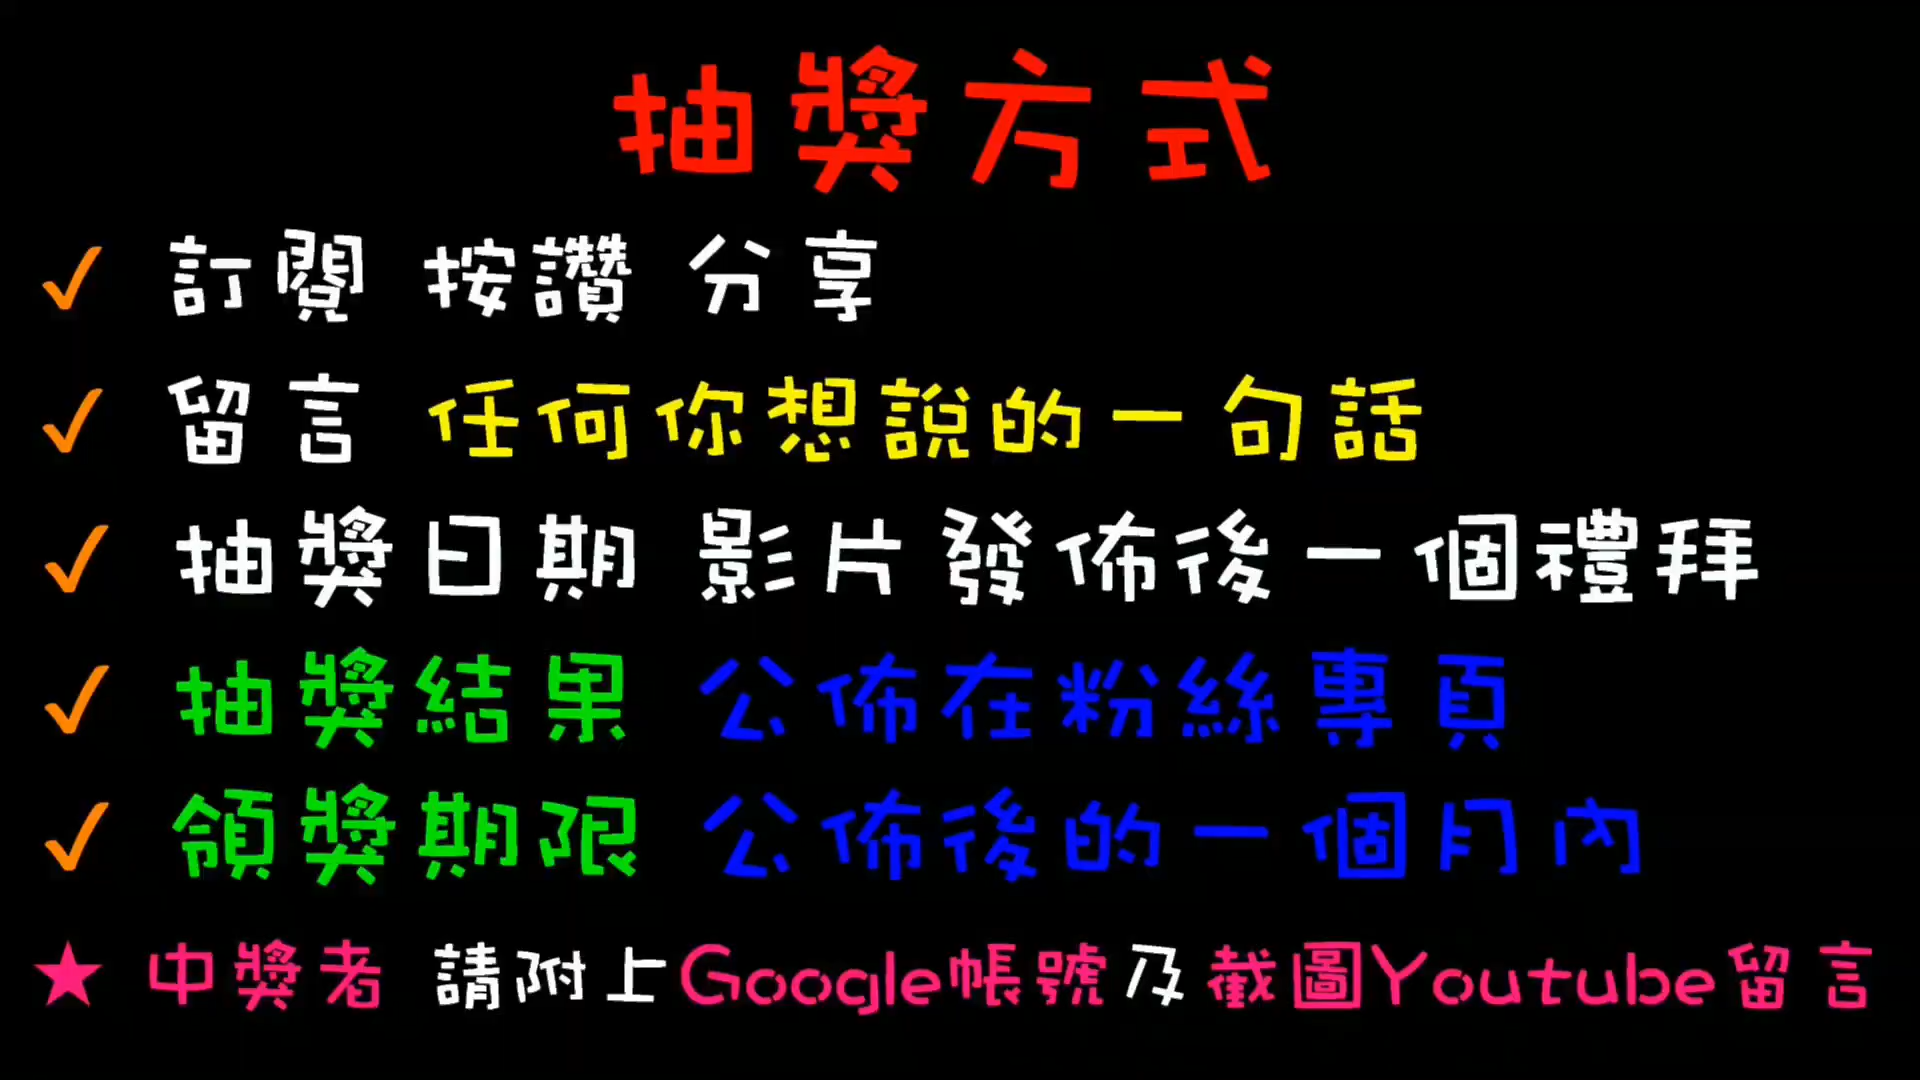 抽獎方式
✓ 訂閱 按讚 分享
✓ 留言 任何你想說的一句話
✓ 抽獎日期 影片發佈後一個禮拜
✓ 抽獎結果 公佈在粉絲專頁
✓ 領獎期限 公佈後的一個月內
★ 中獎者 請附上Google帳號及截圖Youtube留言